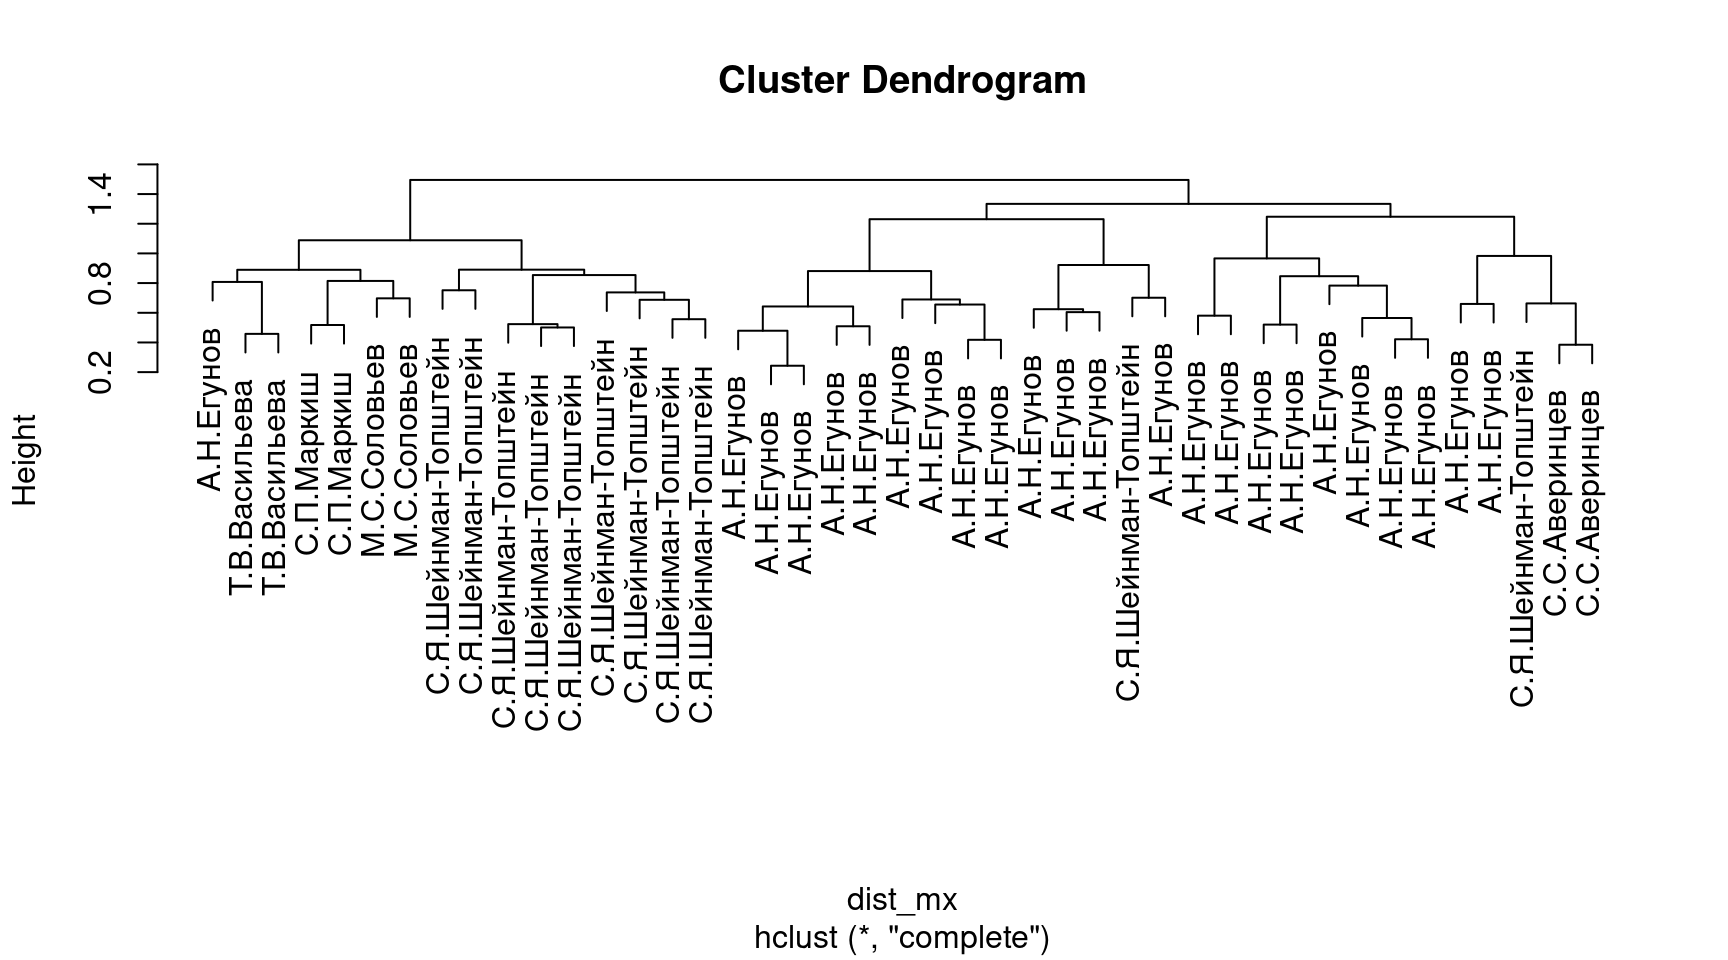 Cluster Dendrogram
Height
0.2
0.8
1.4
А.Н.Егунов
Т.В.Васильева
Т.В.Васильева
С.П.Маркиш
С.П.Маркиш
М.С.Соловьев
М.С.Соловьев
С.Я.Шейнман-Топштейн
С.Я.Шейнман-Топштейн
С.Я.Шейнман-Топштейн
С.Я.Шейнман-Топштейн
С.Я.Шейнман-Топштейн
С.Я.Шейнман-Топштейн
С.Я.Шейнман-Топштейн
С.Я.Шейнман-Топштейн
С.Я.Шейнман-Топштейн
А.Н.Егунов
А.Н.Егунов
А.Н.Егунов
А.Н.Егунов
А.Н.Егунов
А.Н.Егунов
А.Н.Егунов
А.Н.Егунов
А.Н.Егунов
А.Н.Егунов
А.Н.Егунов
А.Н.Егунов
С.Я.Шейнман-Топштейн
А.Н.Егунов
А.Н.Егунов
А.Н.Егунов
А.Н.Егунов
А.Н.Егунов
А.Н.Егунов
А.Н.Егунов
А.Н.Егунов
А.Н.Егунов
А.Н.Егунов
А.Н.Егунов
С.Я.Шейнман-Топштейн
С.С.Аверинцев
С.С.Аверинцев
dist_mx
hclust (*, "complete")